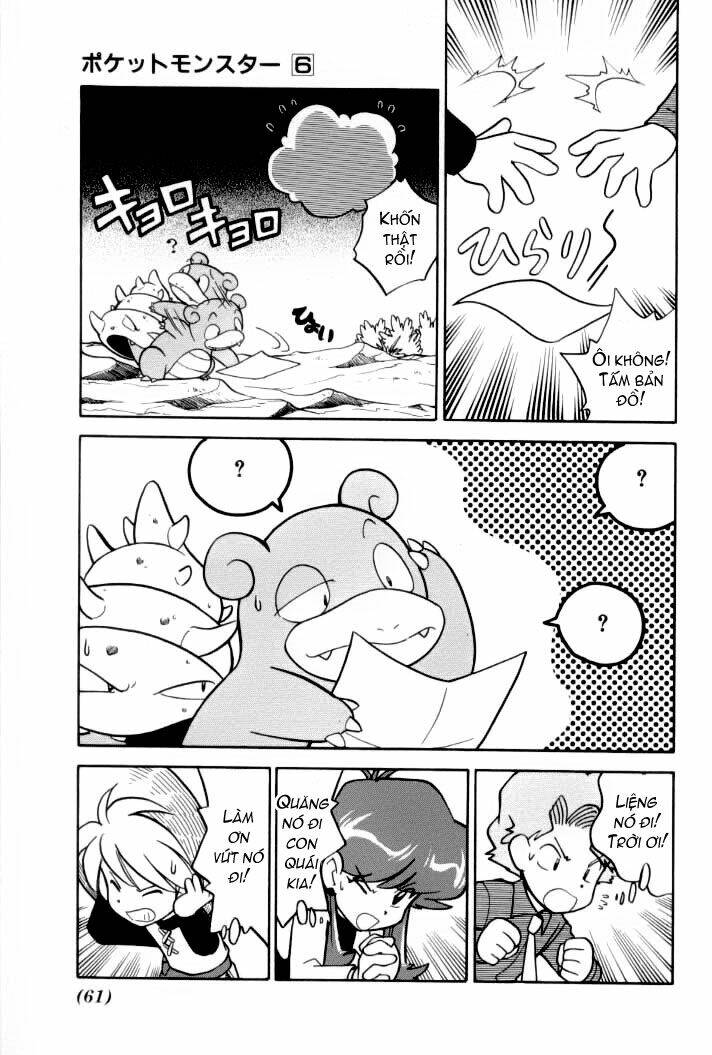 ポケットモンスター 6
ひらり〜
ÔI KHÔNG!
TẤM BẢN
ĐỒ!
KHỐN
THẬT
RỒI!
キョロ
キョロ
?
ひょい
?
?
?
LIỆNG
NÓ ĐI!
TRỜI ƠI!
QUĂNG
NÓ ĐI
CON
QUÁI
KIA!
LÀM
ƠN
VỨT NÓ
ĐI!
(61)